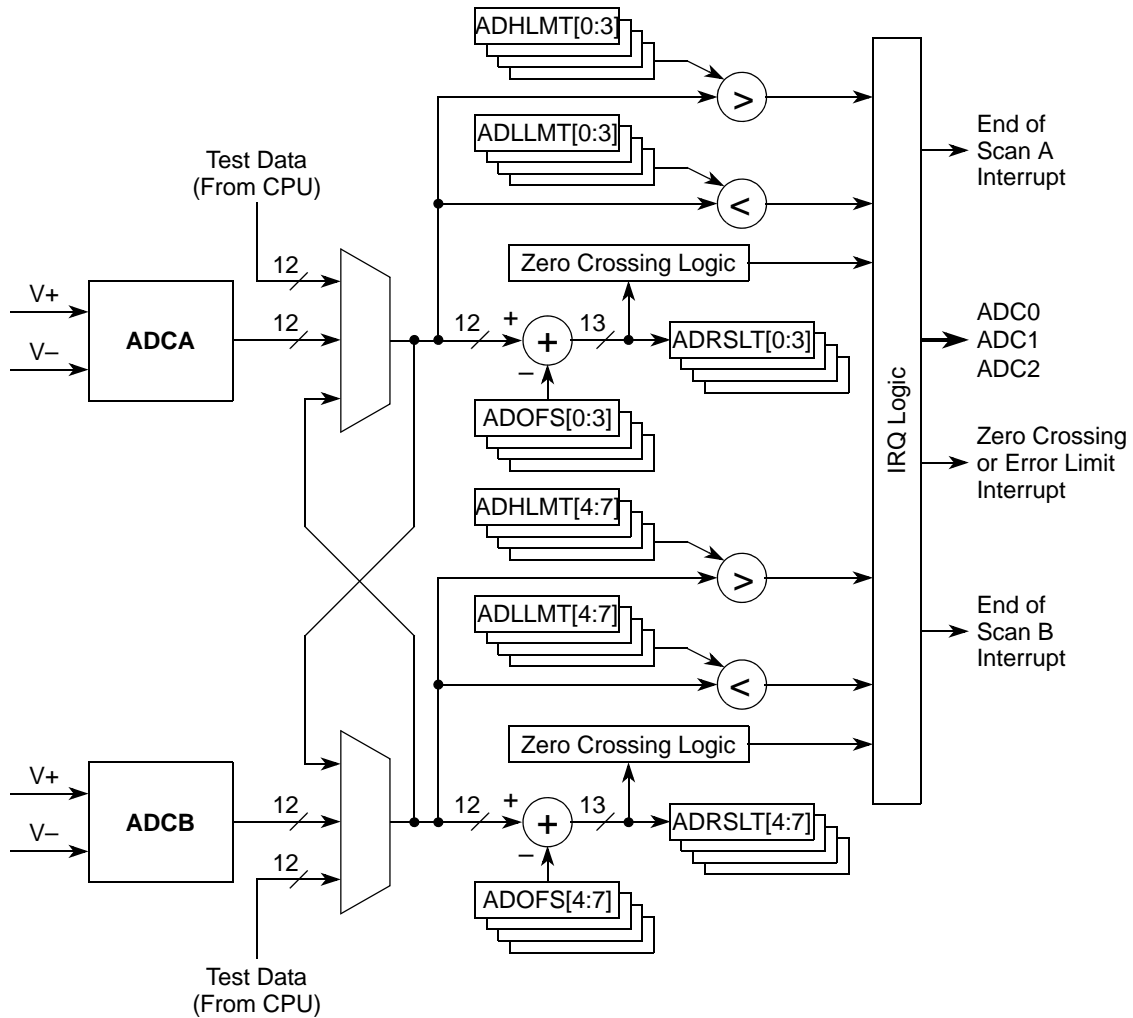 ADHLMT[0:3]
>
ADLLMT[0:3]
<
Test Data
(From CPU)
12
Zero Crossing Logic
V+
V–
ADCA
12
12
+
+
–
13
ADRSLT[0:3]
ADOFS[0:3]
IRQ Logic
End of
Scan A
Interrupt
ADC0
ADC1
ADC2
Zero Crossing
or Error Limit
Interrupt
End of
Scan B
Interrupt
ADHLMT[4:7]
>
ADLLMT[4:7]
<
Zero Crossing Logic
V+
V–
ADCB
12
12
12
+
+
–
13
ADRSLT[4:7]
ADOFS[4:7]
Test Data
(From CPU)